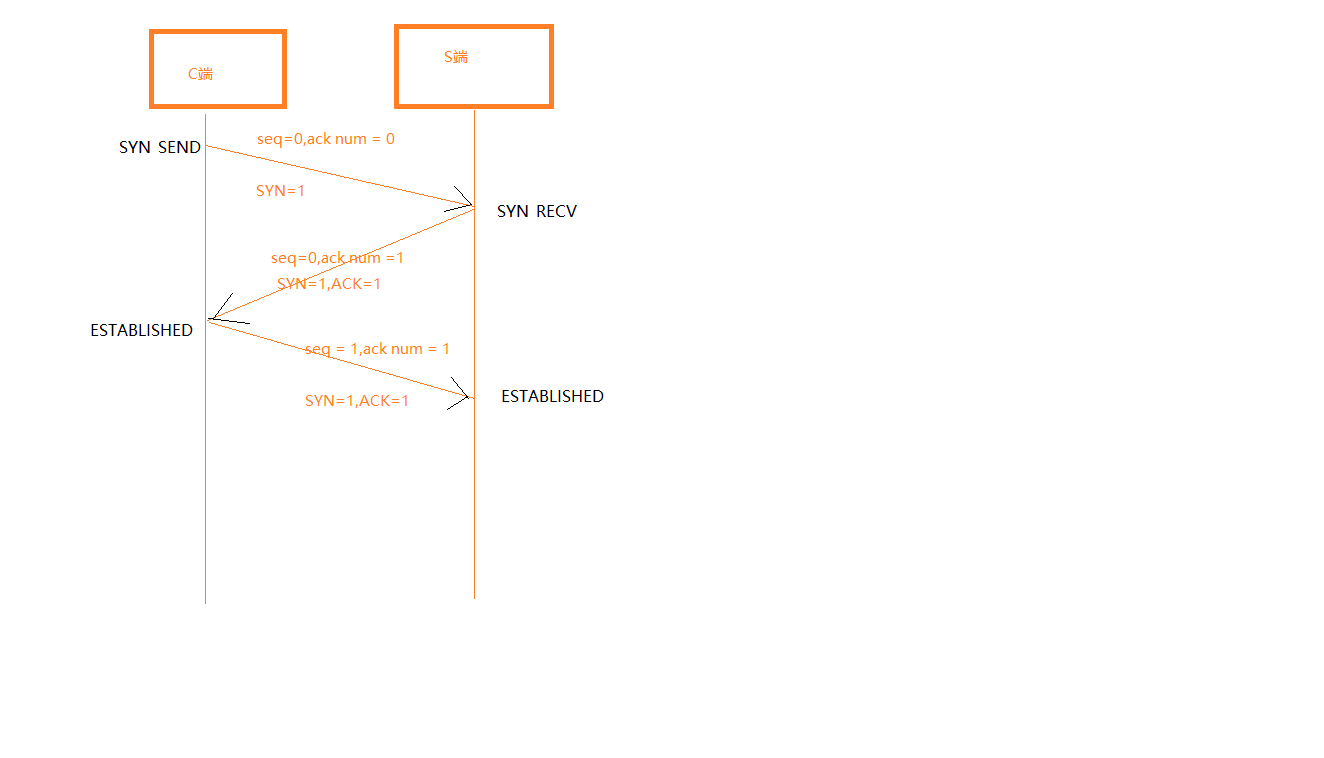 C端
S端
seq=0,ack num = 0
SYN SEND
SYN=1
SYN RECV
seq=0,ack num =1
SYN=1,ACK=1
ESTABLISHED
seq = 1,ack num = 1
SYN=1,ACK=1
ESTABLISHED